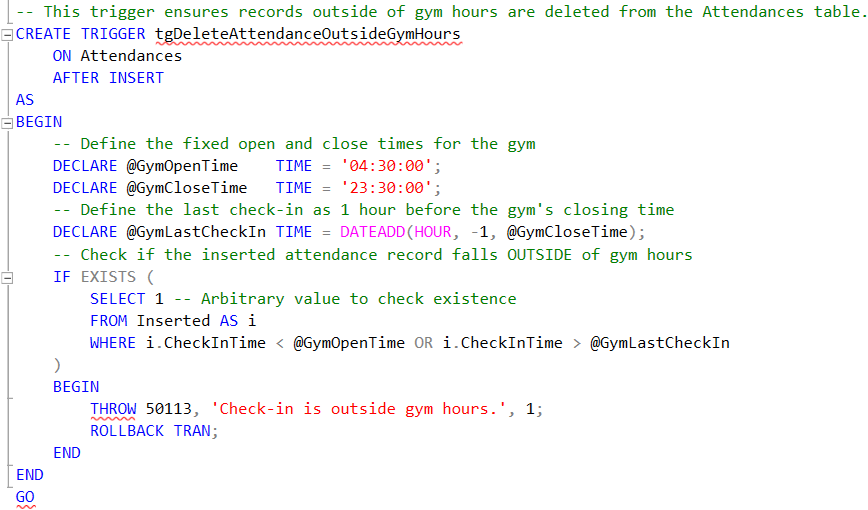 -- This trigger ensures records outside of gym hours are deleted from the Attendances table.
CREATE TRIGGER tgDeleteAttendanceOutsideGymHours
    ON Attendances
    AFTER INSERT
AS
BEGIN
    -- Define the fixed open and close times for the gym
    DECLARE @GymOpenTime    TIME = '04:30:00';
    DECLARE @GymCloseTime   TIME = '23:30:00';
    -- Define the last check-in as 1 hour before the gym's closing time
    DECLARE @GymLastCheckIn TIME = DATEADD(HOUR, -1, @GymCloseTime);
    -- Check if the inserted attendance record falls OUTSIDE of gym hours
    IF EXISTS (
        SELECT 1 -- Arbitrary value to check existence
        FROM Inserted AS i
        WHERE i.CheckInTime < @GymOpenTime OR i.CheckInTime > @GymLastCheckIn
    )
    BEGIN
        THROW 50113, 'Check-in is outside gym hours.', 1;
        ROLLBACK TRAN;
    END
END
GO